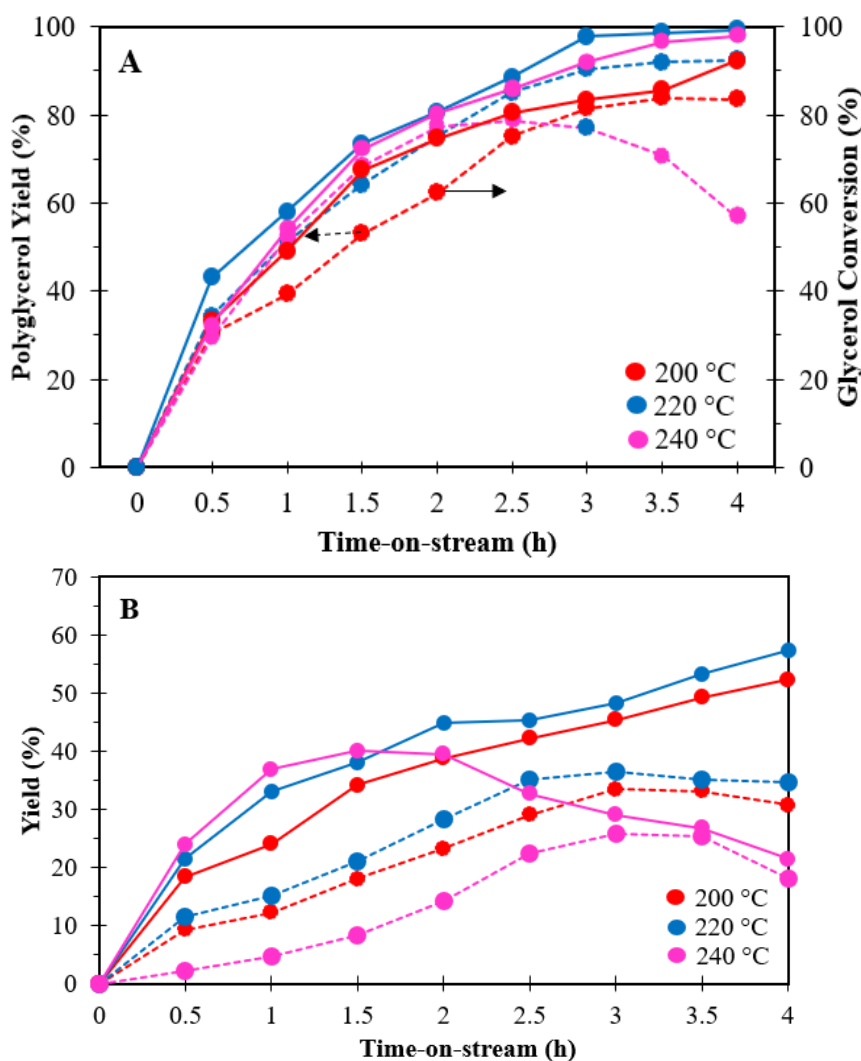 A
Polyglycerol Yield (%)
100
80
60
40
20
0
Glycerol Conversion (%)
100
80
60
40
20
0
200 °C
220 °C
240 °C
0 0.5 1 1.5 2 2.5 3 3.5 4
Time-on-stream (h)
B
Yield (%)
70
60
50
40
30
20
10
0
200 °C
220 °C
240 °C
0 0.5 1 1.5 2 2.5 3 3.5 4
Time-on-stream (h)